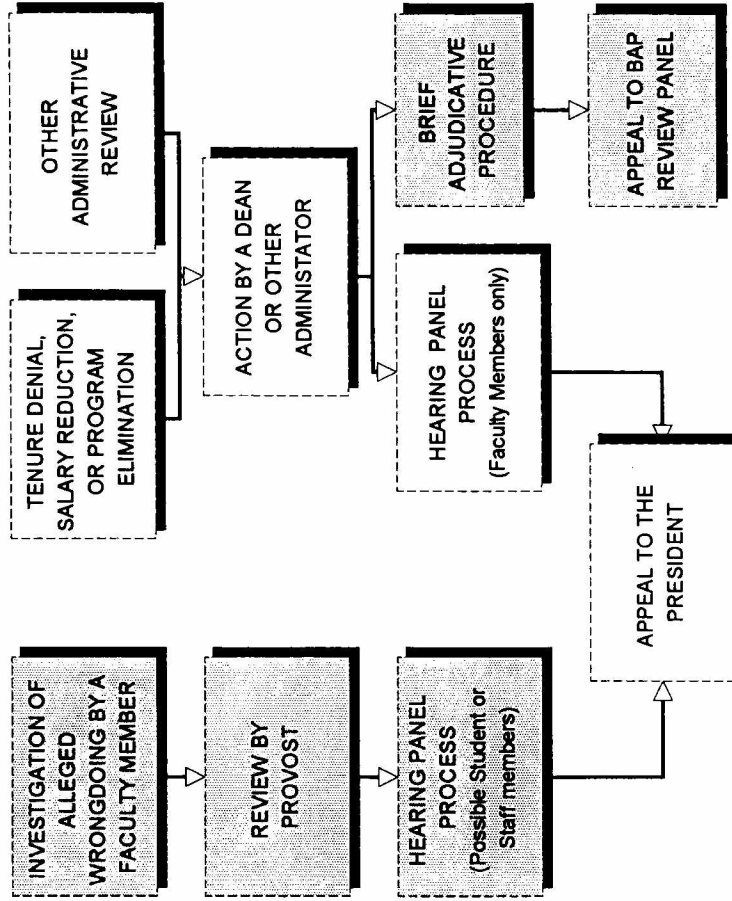 INVESTIGATION OF
ALLEGED
WRONGDOING BY A
FACULTY MEMBER
TENURE DENIAL,
SALARY REDUCTION,
OR PROGRAM
ELIMINATION
OTHER
ADMINISTRATIVE
REVIEW
REVIEW BY
PROVOST
ACTION BY A DEAN
OR OTHER
ADMINISTATOR
HEARING PANEL
PROCESS
(Possible Student or
Staff members)
HEARING PANEL
PROCESS
(Faculty Members only)
BRIEF
ADJUDICATIVE
PROCEDURE
APPEAL TO THE
PRESIDENT
APPEAL TO BAP
REVIEW PANEL